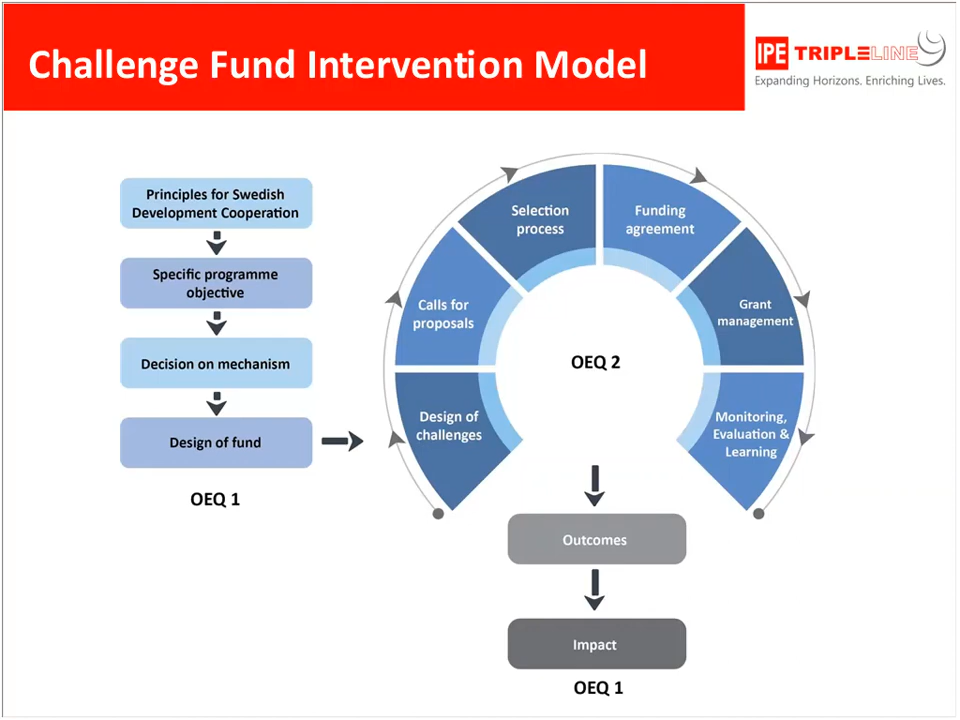 Challenge Fund Intervention Model
IPE TRIPLELINE
Expanding Horizons. Enriching Lives.
Principles for Swedish
Development Cooperation
Specific programme
objective
Decision on mechanism
Design of fund
OEQ 1
Design of
challenges
Calls for
proposals
Selection
process
Funding
agreement
Grant
management
Monitoring,
Evaluation &
Learning
OEQ 2
Outcomes
Impact
OEQ 1